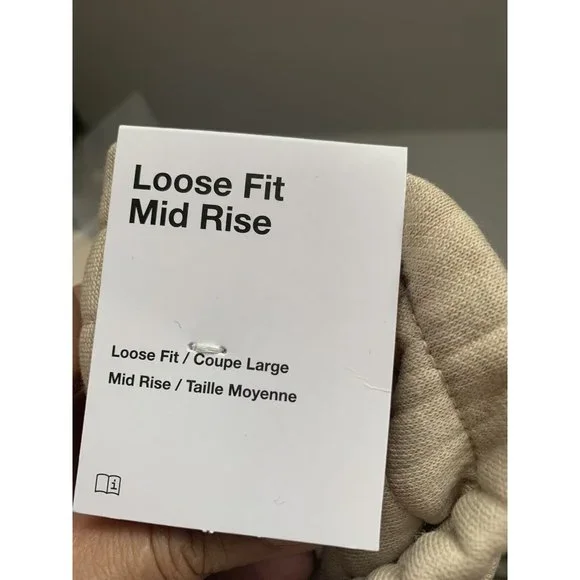 Loose Fit
Mid Rise
Loose Fit / Coupe Large
Mid Rise / Taille Moyenne
i